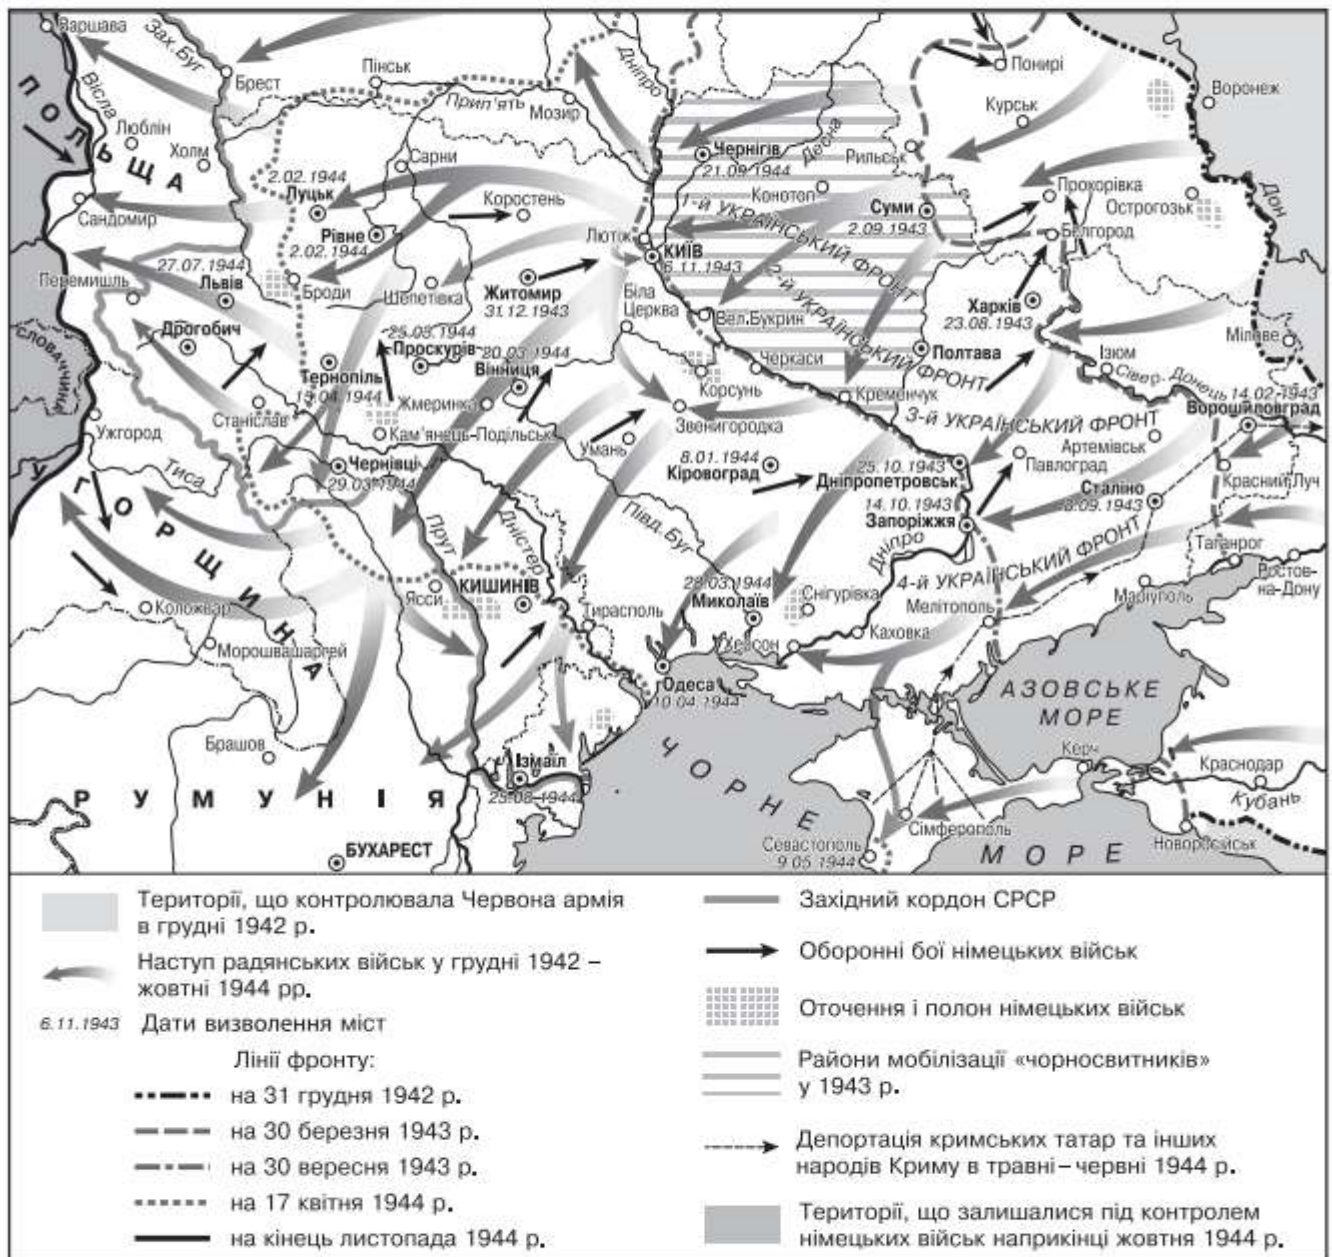 Варшава
Зах. Буг
Брест
Пінськ
Прип'ять
Мозир
Дніпро
Понирі
Воронеж
Курськ
ПОЛЬЩА
Вісла
Люблін
Холм
Сандомир
Сарни
Чернігів
21.09.1944
Десна
Рильськ
2.02.1944
Луцьк
Рівне
2.02.1944
Коростень
Конотоп
Суми
2.09.1943
Прохорівка
Острогозьк
Бєлгород
Дон
1-й УКРАЇНСЬКИЙ ФРОНТ
Лютіж
КИЇВ
6.11.1943
2-й УКРАЇНСЬКИЙ ФРОНТ
Перемишль
27.07.1944
Львів
Броди
Шепетівка
Житомир
31.12.1943
Біла
Церква
Вел.Букрин
Харків
23.08.1943
Мілове
Дрогобич
СЛОВАЧЧИНА
25.03.1944
Проскурів
20.03.1944
Вінниця
Тернопіль
15.04.1944
Черкаси
Корсунь
Полтава
Ізюм
Сівер. Донець
14.02.1943
Ворошиловград
Кременчук
3-й УКРАЇНСЬКИЙ ФРОНТ
Станіслав
Жмеринка
Кам'янець-Подільськ
Звенигородка
Умань
Ужгород
Тиса
Чернівці
29.03.1944
8.01.1944
Кіровоград
25.10.1943
Дніпропетровськ
14.10.1943
Запоріжжя
Артемівськ
Павлоград
Сталіно
8.09.1943
Красний Луч
УГОРЩИНА
Прут
Дністер
Півд. Буг
Дніпро
4-й УКРАЇНСЬКИЙ ФРОНТ
Таганрог
Ростов-
на-Дону
Маріуполь
Коложвар
Морошвашаргей
Ясси
КИШИНІВ
Тирасполь
28.03.1944
Миколаїв
Снігурівка
Херсон
Каховка
Мелітополь
Одеса
10.04.1944
АЗОВСЬКЕ
МОРЕ
Брашов
Ізмаїл
25.08.1944
РУМУНІЯ
БУХАРЕСТ
ЧОРНЕ
МОРЕ
Керч
Краснодар
Кубань
Новоросійськ
Сімферополь
Севастополь
9.05.1944
Території, що контролювала Червона армія
в грудні 1942 р.
Наступ радянських військ у грудні 1942 –
жовтні 1944 рр.
6.11.1943 Дати визволення міст
Лінії фронту:
на 31 грудня 1942 р.
на 30 березня 1943 р.
на 30 вересня 1943 р.
на 17 квітня 1944 р.
на кінець листопада 1944 р.
Західний кордон СРСР
Оборонні бої німецьких військ
Оточення і полон німецьких військ
Райони мобілізації «чорносвитників»
у 1943 р.
Депортація кримських татар та інших
народів Криму в травні – червні 1944 р.
Території, що залишалися під контролем
німецьких військ наприкінці жовтня 1944 р.